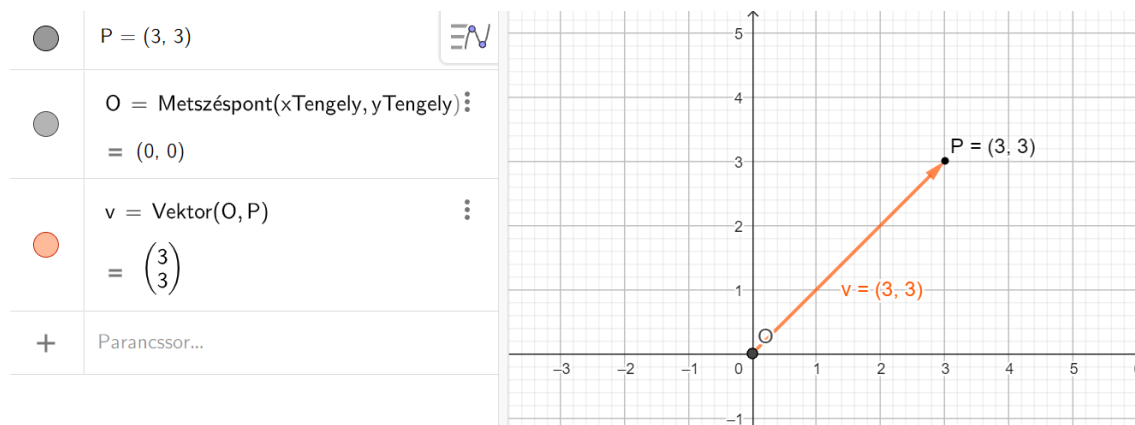 P = (3, 3)
O = Metszéspont(xTengely, yTengely)
= (0, 0)
v = Vektor(O, P)
= (3
3)
+ Parancssor...
5
4
P = (3, 3)
3
2
1
v = (3, 3)
O
–3 –2 –1 0 1 2 3 4 5
–1